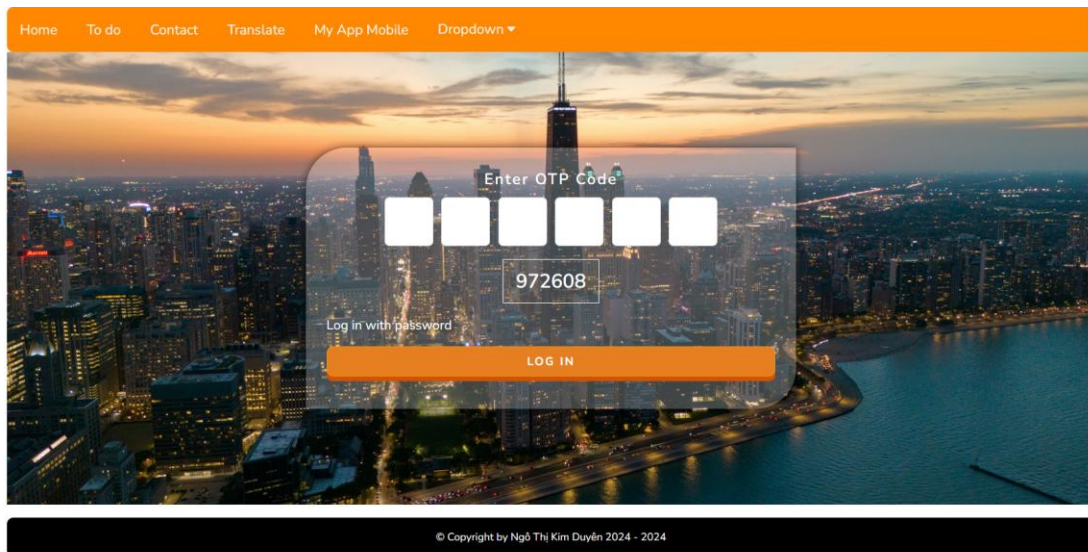 Home To do Contact Translate My App Mobile Dropdown
Enter OTP Code
972608
Log in with password
LOG IN
© Copyright by Ngô Thị Kim Duyên 2024 - 2024